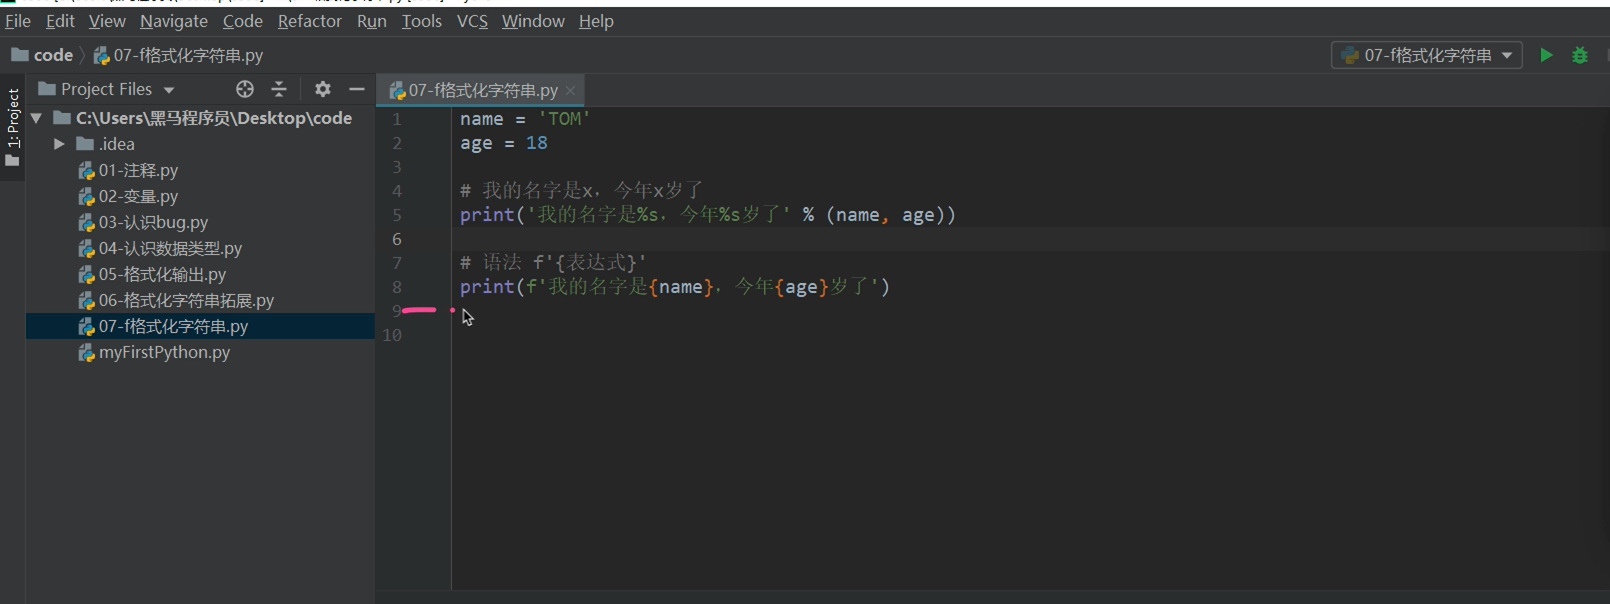 File Edit View Navigate Code Refactor Run Tools VCS Window Help
code 07-f格式化字符串.py
07-f格式化字符串
1: Project
Project Files
07-f格式化字符串.py
C:\Users\黑马程序员\Desktop\code
.idea
01-注释.py
02-变量.py
03-认识bug.py
04-认识数据类型.py
05-格式化输出.py
06-格式化字符串拓展.py
07-f格式化字符串.py
myFirstPython.py
1 name = 'TOM'
2 age = 18
3
4 # 我的名字是x，今年x岁了
5 print('我的名字是%s，今年%s岁了' % (name, age))
6
7 # 语法 f'{表达式}'
8 print(f'我的名字是{name}，今年{age}岁了')
9
10